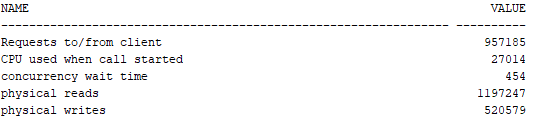 NAME VALUE
---------------------------------------------------------------- ----------
Requests to/from client 957185
CPU used when call started 27014
concurrency wait time 454
physical reads 1197247
physical writes 520579